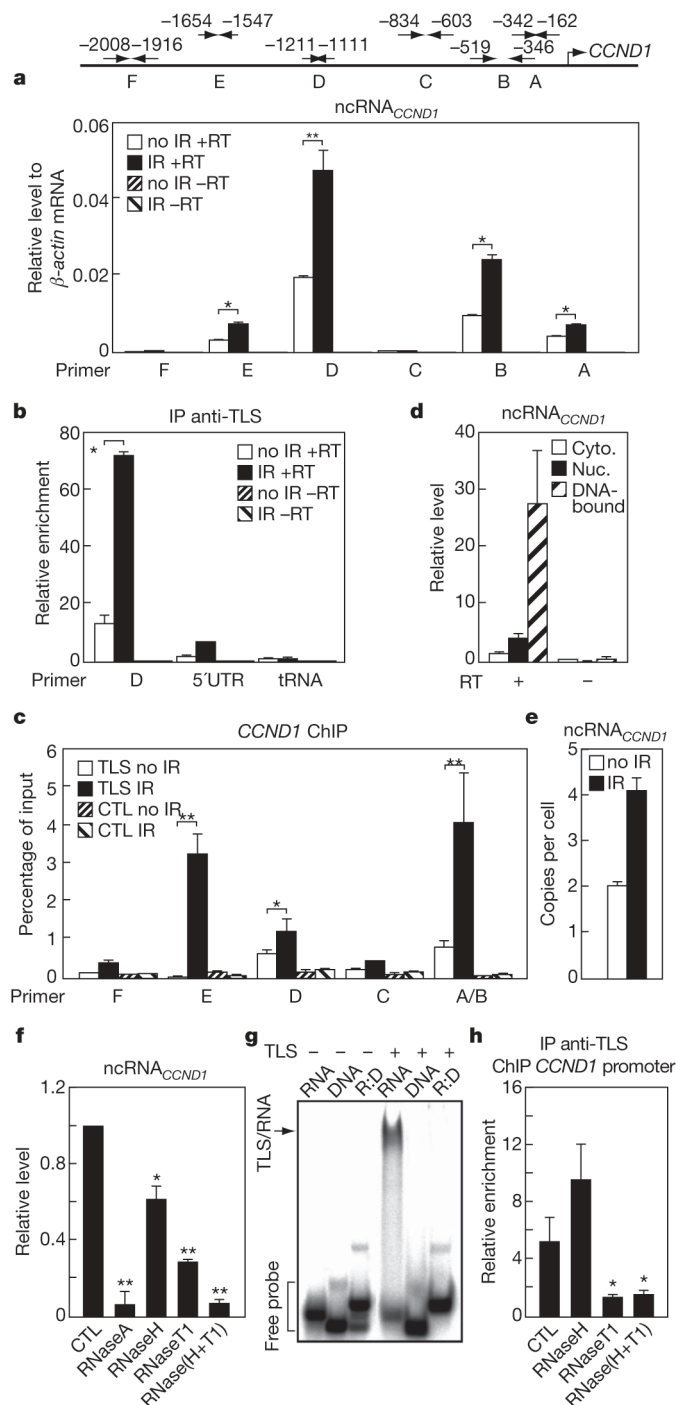 −1654 −1547 −834 −603 −342 −162
−2008 −1916 −1211 −1111 −519 −346 CCND1
F E D C B A
a
ncRNACCND1
no IR +RT
IR +RT
no IR −RT
IR −RT
Relative level to
β-actin mRNA
0.06
0.04
0.02
0
*
**
*
*
Primer F E D C B A
b
IP anti-TLS
no IR +RT
IR +RT
no IR −RT
IR −RT
Relative enrichment
80
60
40
20
0
*
Primer D 5′UTR tRNA
d
ncRNACCND1
Cyto.
Nuc.
DNA-
bound
Relative level
40
30
20
10
0
RT + −
c
CCND1 ChIP
TLS no IR
TLS IR
CTL no IR
CTL IR
Percentage of input
6
5
4
3
2
1
0
**
*
**
Primer F E D C A/B
e
ncRNACCND1
no IR
IR
Copies per cell
5
4
3
2
1
0
f
ncRNACCND1
Relative level
1.2
0.8
0.4
0
**
*
**
**
CTL
RNaseA
RNaseH
RNaseT1
RNase(H+T1)
g
TLS − − − + + +
RNA DNA R:D RNA DNA R:D
TLS/RNA
Free probe
h
IP anti-TLS
ChIP CCND1 promoter
Relative enrichment
16
12
8
4
0
*
*
CTL
RNaseH
RNaseT1
RNase(H+T1)